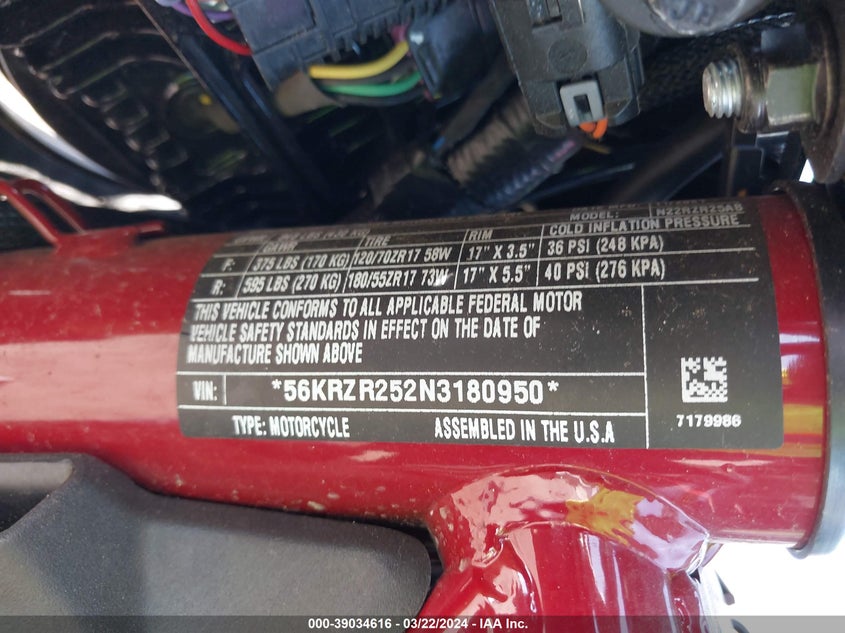 MODEL: N22RZR25AB
GAWR TIRE RIM COLD INFLATION PRESSURE
F: 375 LBS (170 KG) 120/70ZR17 58W 17" X 3.5" 36 PSI (248 KPA)
R: 595 LBS (270 KG) 180/55ZR17 73W 17" X 5.5" 40 PSI (276 KPA)
THIS VEHICLE CONFORMS TO ALL APPLICABLE FEDERAL MOTOR
VEHICLE SAFETY STANDARDS IN EFFECT ON THE DATE OF
MANUFACTURE SHOWN ABOVE
VIN: *56KRZR252N3180950*
TYPE: MOTORCYCLE ASSEMBLED IN THE U.S.A
7179986
000-39034616 - 03/22/2024 - IAA Inc.